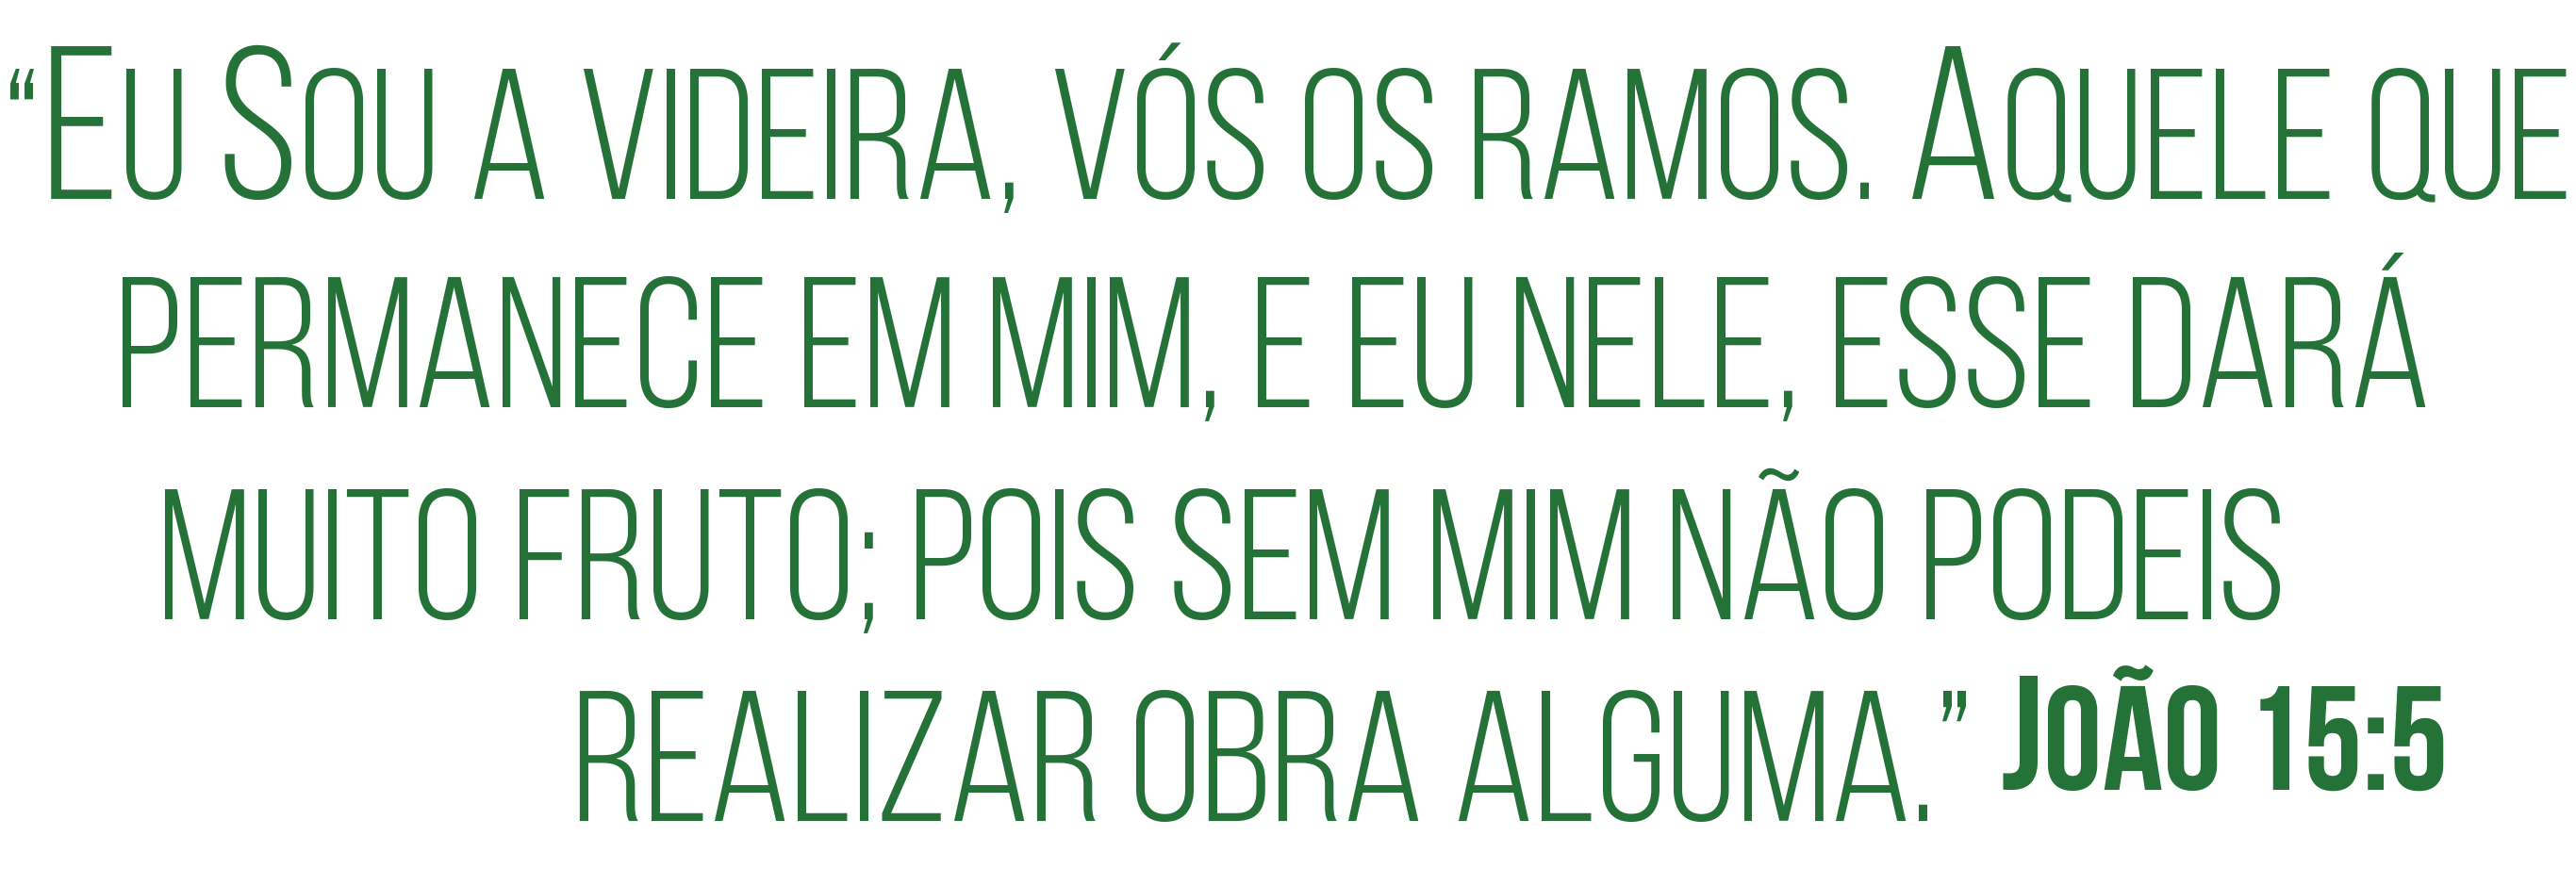 “Eu Sou a videira, vós os ramos. Aquele que
permanece em mim, e eu nele, esse dará
muito fruto; pois sem mim não podeis
realizar obra alguma.” João 15:5